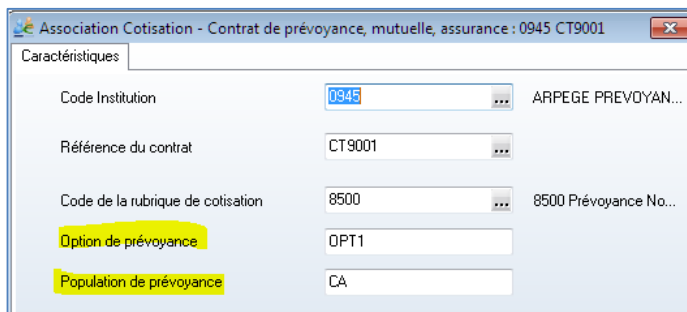 Association Cotisation - Contrat de prévoyance, mutuelle, assurance : 0945 CT9001
Caractéristiques
Code Institution 0945 ... ARPEGE PREVOYAN...
Référence du contrat CT9001 ...
Code de la rubrique de cotisation 8500 ... 8500 Prévoyance No...
Option de prévoyance OPT1
Population de prévoyance CA